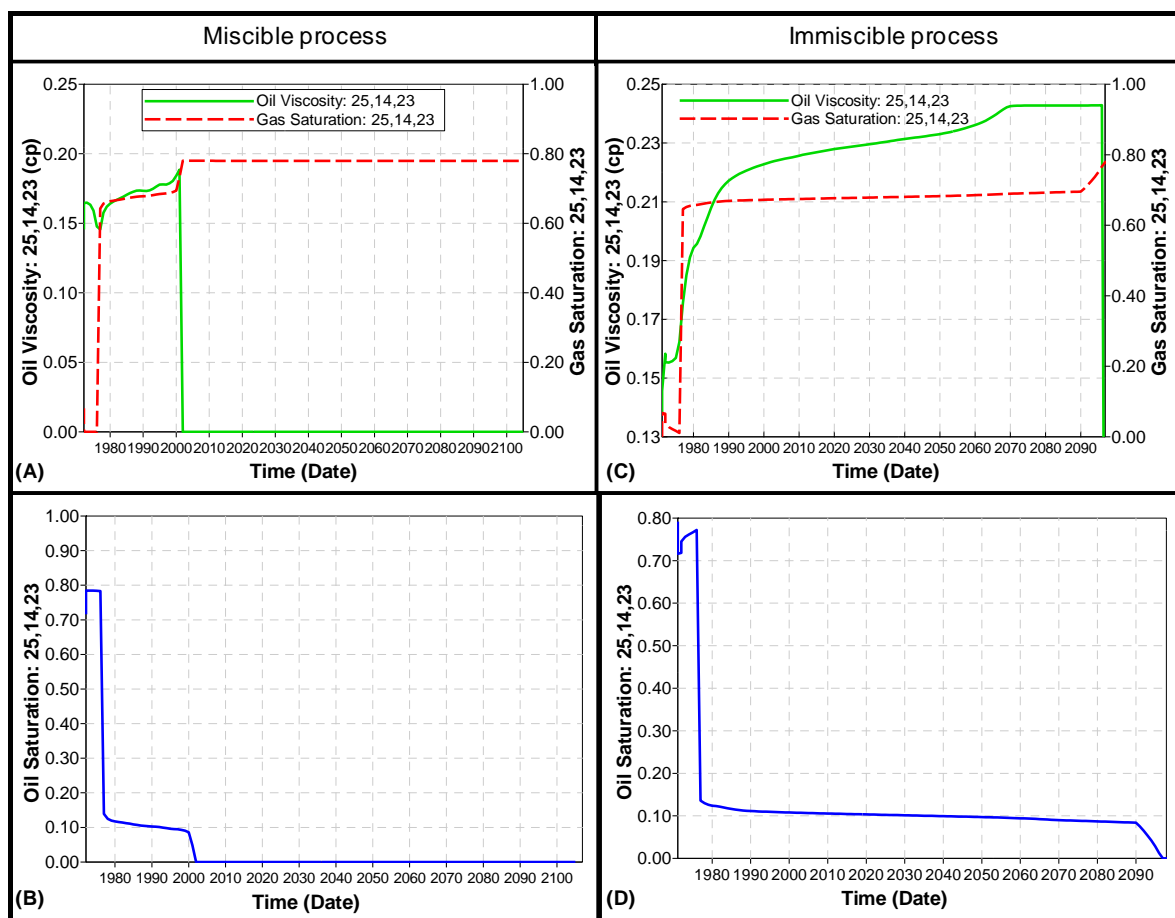 Miscible process
Immiscible process
0.25
0.20
0.15
0.10
0.05
0.00
Oil Viscosity: 25,14,23 (cp)
Oil Viscosity: 25,14,23
Gas Saturation: 25,14,23
1.00
0.80
0.60
0.40
0.20
0.00
Gas Saturation: 25,14,23
1980 1990 2000 2010 2020 2030 2040 2050 2060 2070 2080 2090 2100
(A)
Time (Date)
0.25
0.23
0.21
0.19
0.17
0.15
0.13
Oil Viscosity: 25,14,23 (cp)
Oil Viscosity: 25,14,23
Gas Saturation: 25,14,23
1.00
0.80
0.60
0.40
0.20
0.00
Gas Saturation: 25,14,23
1980 1990 2000 2010 2020 2030 2040 2050 2060 2070 2080 2090
(C)
Time (Date)
1.00
0.90
0.80
0.70
0.60
0.50
0.40
0.30
0.20
0.10
0.00
Oil Saturation: 25,14,23
1980 1990 2000 2010 2020 2030 2040 2050 2060 2070 2080 2090 2100
(B)
Time (Date)
0.80
0.70
0.60
0.50
0.40
0.30
0.20
0.10
0.00
Oil Saturation: 25,14,23
1980 1990 2000 2010 2020 2030 2040 2050 2060 2070 2080 2090
(D)
Time (Date)